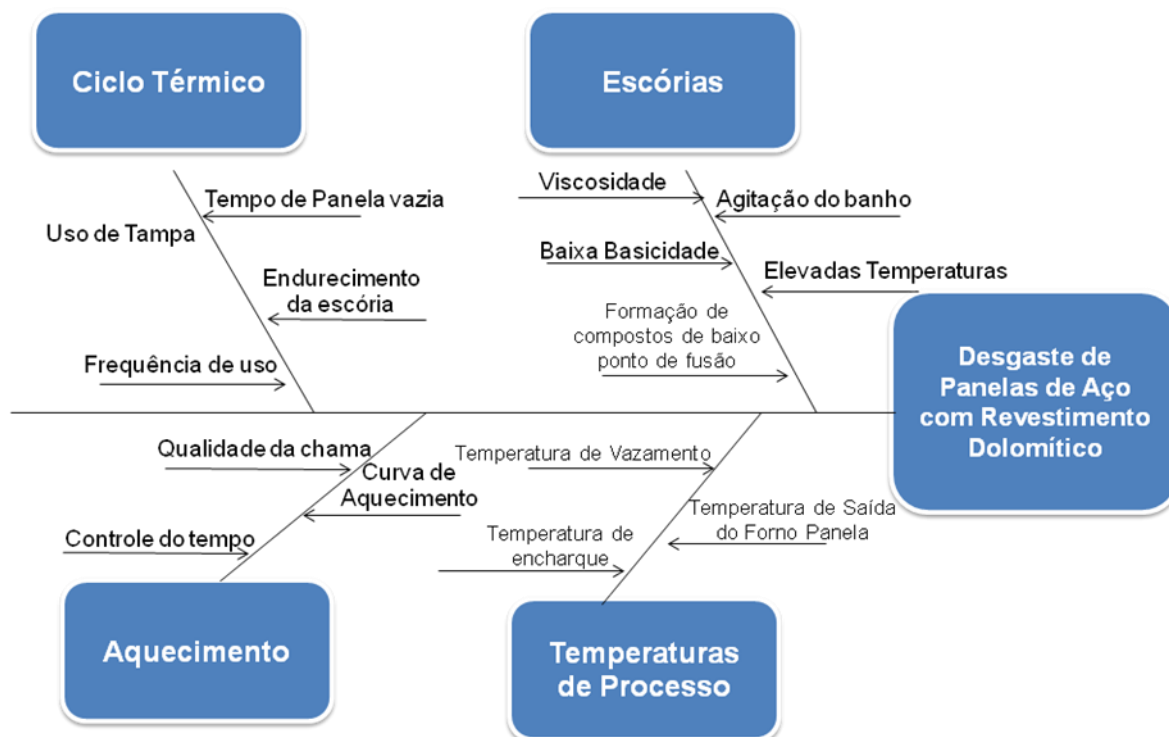 Ciclo Térmico
Escórias
Tempo de Panela vazia
Uso de Tampa
Endurecimento
da escória
Frequência de uso
Viscosidade
Agitação do banho
Baixa Basicidade
Elevadas Temperaturas
Formação de
compostos de baixo
ponto de fusão
Desgaste de
Panelas de Aço
com Revestimento
Dolomítico
Qualidade da chama
Curva de
Aquecimento
Controle do tempo
Temperatura de Vazamento
Temperatura de Saída
do Forno Panela
Temperatura de
encharque
Aquecimento
Temperaturas
de Processo